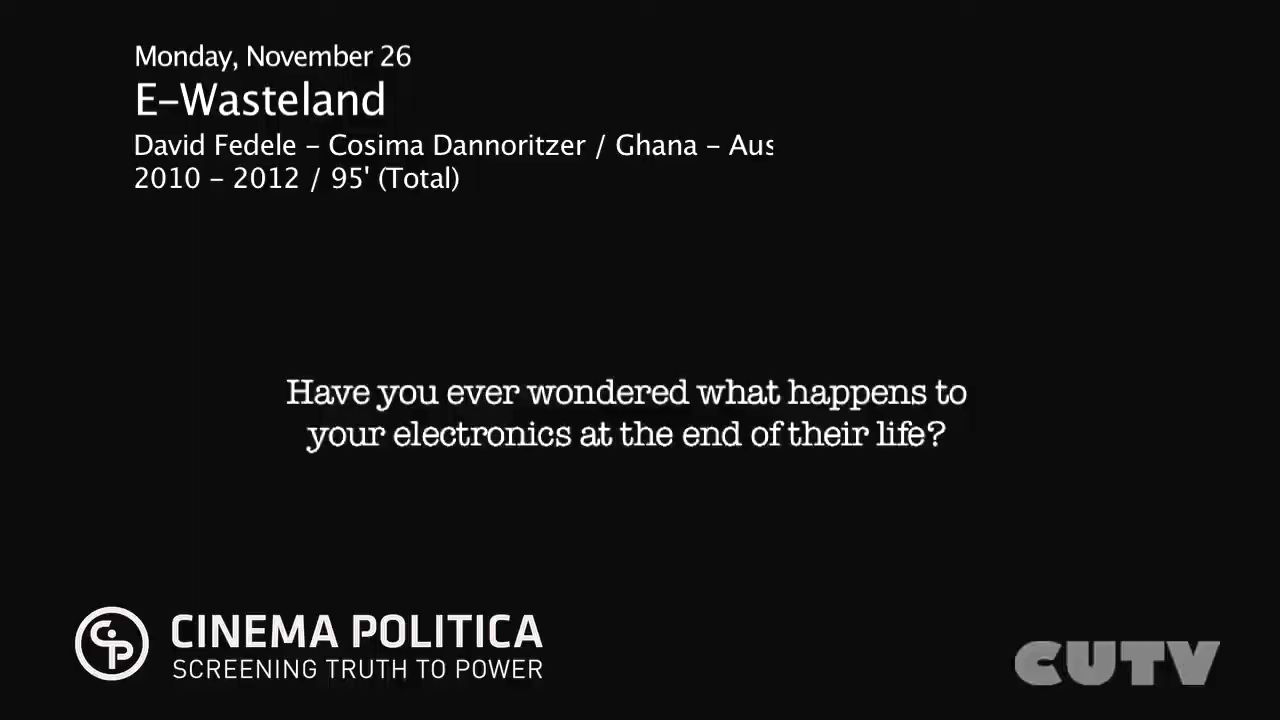 Monday, November 26
E-Wasteland
David Fedele - Cosima Dannoritzer / Ghana - Aus
2010 - 2012 / 95' (Total)
Have you ever wondered what happens to
your electronics at the end of their life?
CP
CINEMA POLITICA
SCREENING TRUTH TO POWER
CUTV